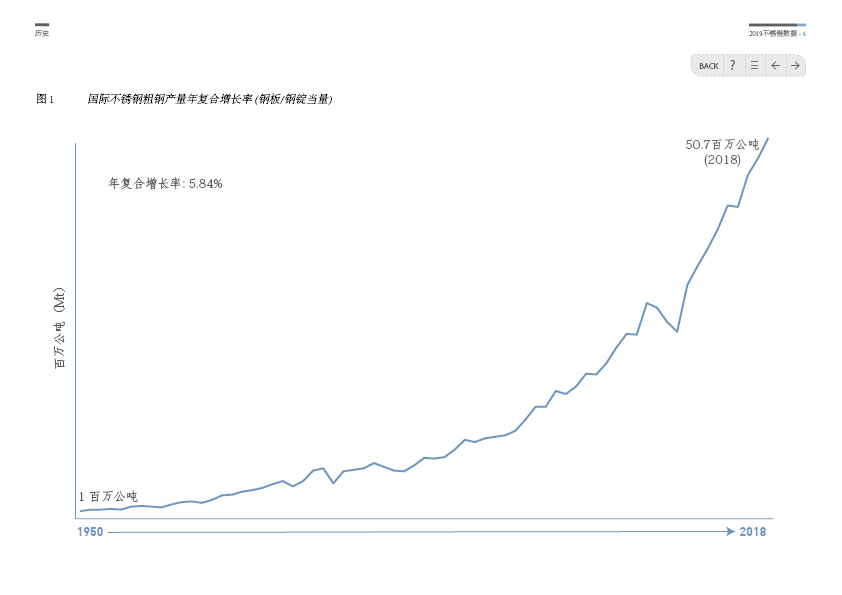 历史
2019不锈钢数据 - 4
BACK ? ☰ ← →
图 1 国际不锈钢粗钢产量年复合增长率 (钢板/钢锭当量)
50.7百万公吨
(2018)
年复合增长率: 5.84%
百万公吨 (Mt)
1 百万公吨
1950 2018